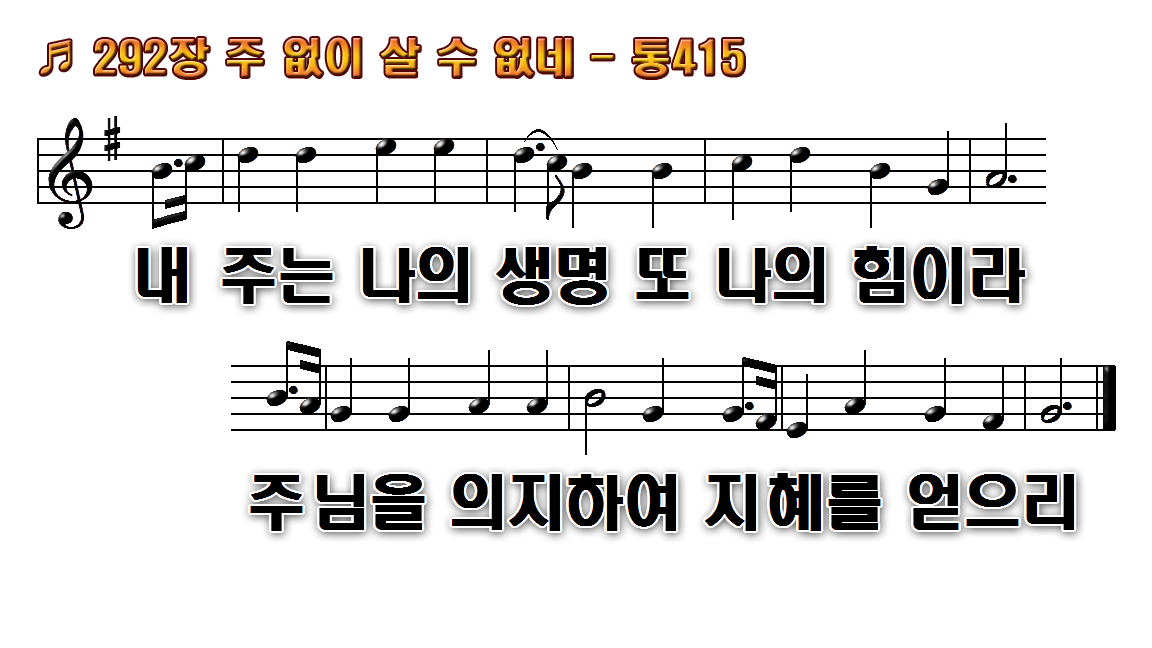 ♬ 292장 주 없이 살 수 없네 - 통415
내 주는 나의 생명 또 나의 힘이라
주님을 의지하여 지혜를 얻으리